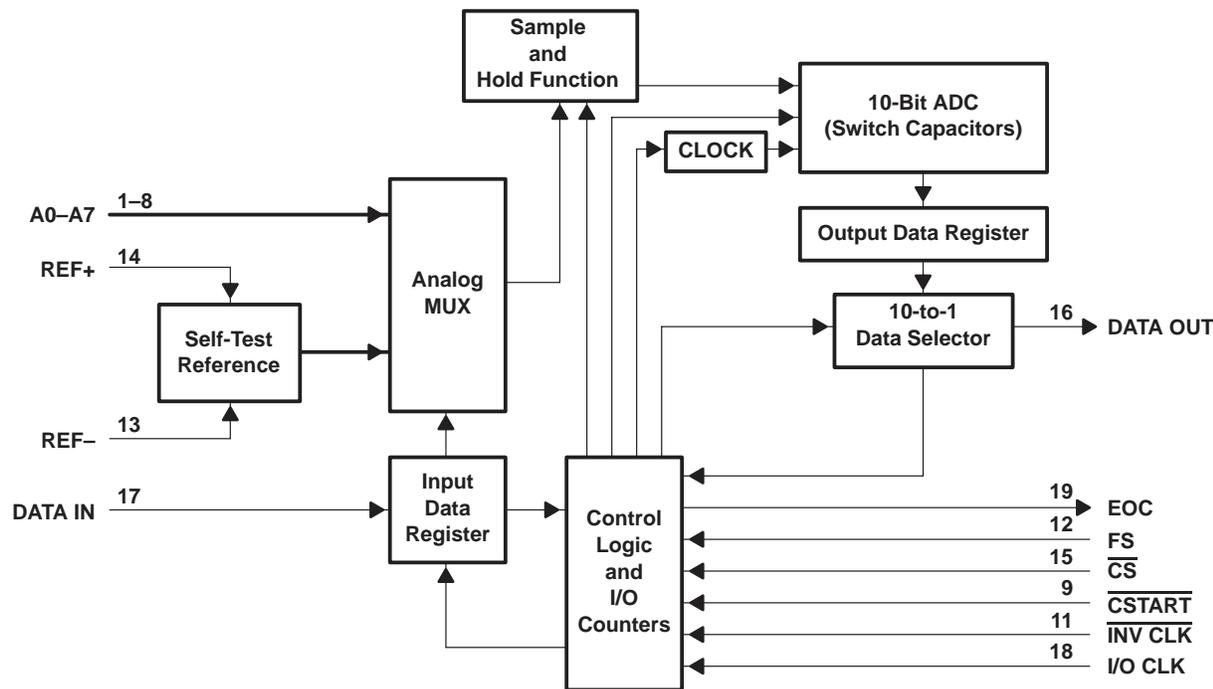 Sample
and
Hold Function
10-Bit ADC
(Switch Capacitors)
CLOCK
A0–A7
1–8
REF+
14
Analog
MUX
Output Data Register
Self-Test
Reference
10-to-1
Data Selector
16
DATA OUT
REF–
13
DATA IN
17
Input
Data
Register
Control
Logic
and
I/O
Counters
19
EOC
12
FS
15
CS
9
CSTART
11
INV CLK
18
I/O CLK